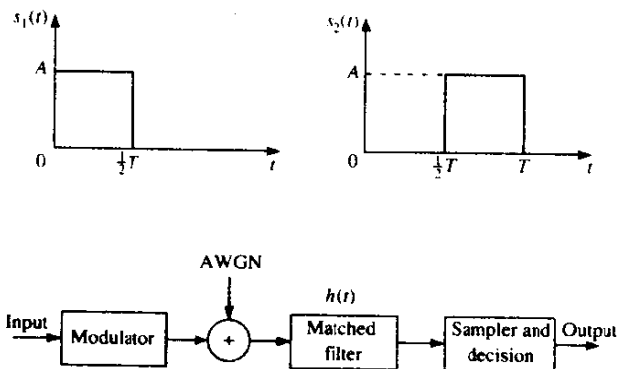 s₁(t)
s₂(t)
A
A
0
½T
t
0
½T
T
t
AWGN
h(t)
Input
Modulator
+
Matched
filter
Sampler and
decision
Output